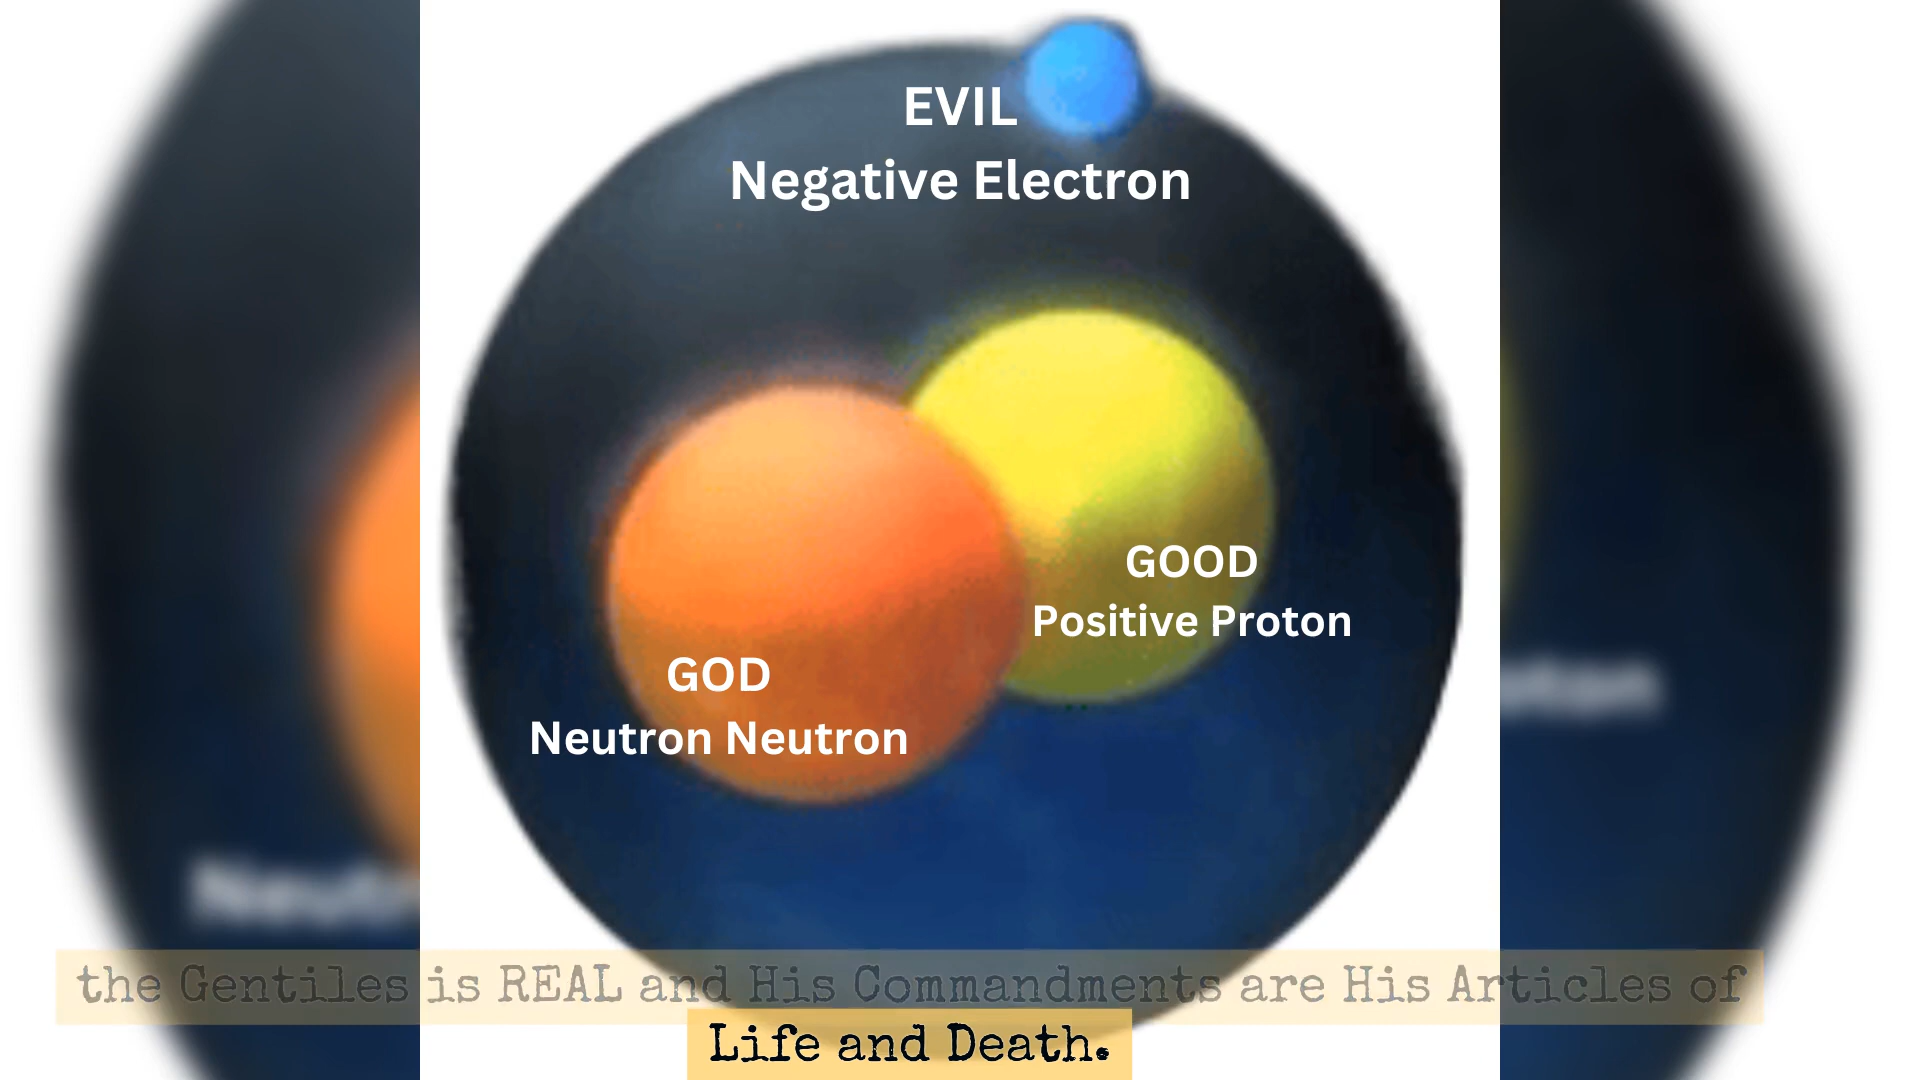 EVIL
Negative Electron
GOOD
Positive Proton
GOD
Neutron Neutron
the Gentiles is REAL and His Commandments are His Articles of
Life and Death.